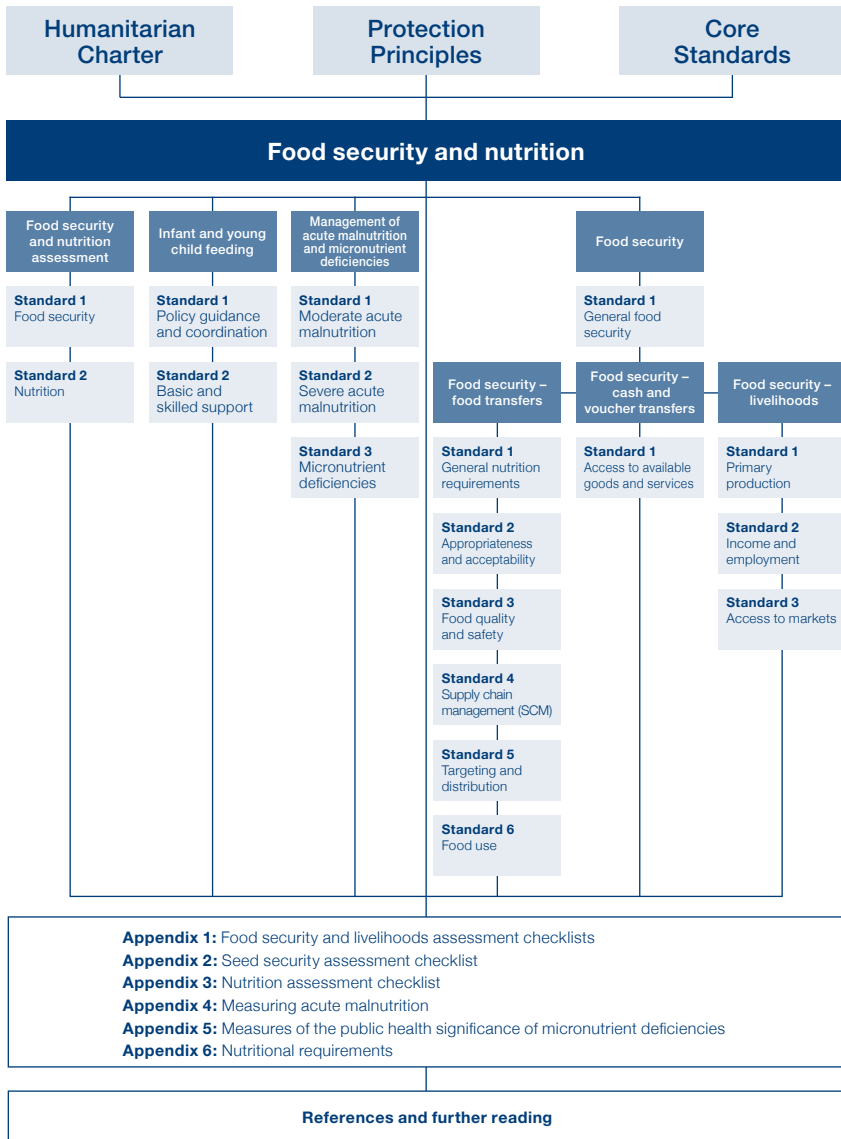 Humanitarian
Charter
Protection
Principles
Core
Standards
Food security and nutrition
Food security
and nutrition
assessment
Standard 1
Food security
Standard 2
Nutrition
Infant and young
child feeding
Standard 1
Policy guidance
and coordination
Standard 2
Basic and
skilled support
Management of
acute malnutrition
and micronutrient
deficiencies
Standard 1
Moderate acute
malnutrition
Standard 2
Severe acute
malnutrition
Standard 3
Micronutrient
deficiencies
Food security
Standard 1
General food
security
Food security –
food transfers
Standard 1
General nutrition
requirements
Standard 2
Appropriateness
and acceptability
Standard 3
Food quality
and safety
Standard 4
Supply chain
management (SCM)
Standard 5
Targeting and
distribution
Standard 6
Food use
Food security –
cash and
voucher transfers
Standard 1
Access to available
goods and services
Food security –
livelihoods
Standard 1
Primary
production
Standard 2
Income and
employment
Standard 3
Access to markets
Appendix 1: Food security and livelihoods assessment checklists
Appendix 2: Seed security assessment checklist
Appendix 3: Nutrition assessment checklist
Appendix 4: Measuring acute malnutrition
Appendix 5: Measures of the public health significance of micronutrient deficiencies
Appendix 6: Nutritional requirements
References and further reading